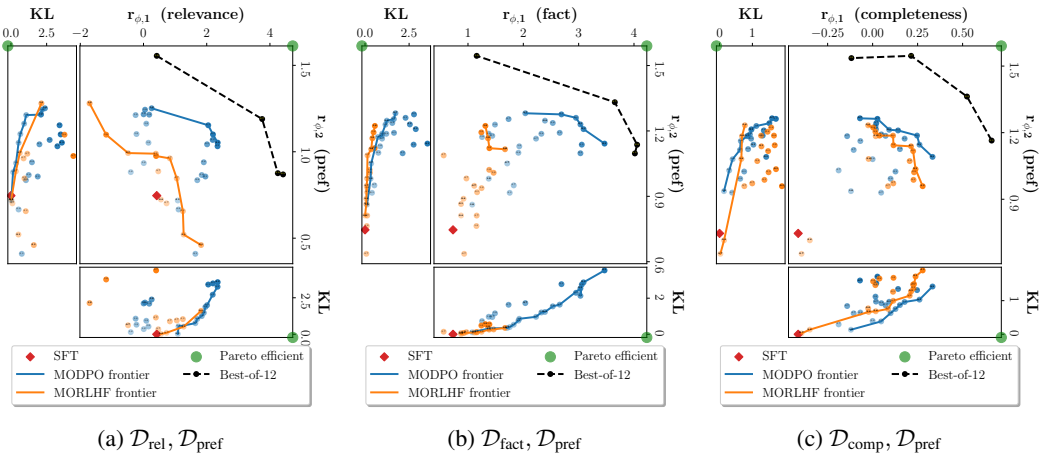 KL
r_{ϕ,1} (relevance)
0.0 2.5 −2 0 2 4
1.5
1.0
0.5
r_{ϕ,2} (pref)
2.5
0.0
KL
SFT
Pareto efficient
MODPO frontier
Best-of-12
MORLHF frontier
(a) 𝒟_rel, 𝒟_pref
KL
r_{ϕ,1} (fact)
0.0 2.5 1 2 3 4
1.5
1.2
0.9
0.6
r_{ϕ,2} (pref)
2
0
KL
SFT
Pareto efficient
MODPO frontier
Best-of-12
MORLHF frontier
(b) 𝒟_fact, 𝒟_pref
KL
r_{ϕ,1} (completeness)
0 1 −0.25 0.00 0.25 0.50
1.5
1.2
0.9
r_{ϕ,2} (pref)
1
0
KL
SFT
Pareto efficient
MODPO frontier
Best-of-12
MORLHF frontier
(c) 𝒟_comp, 𝒟_pref